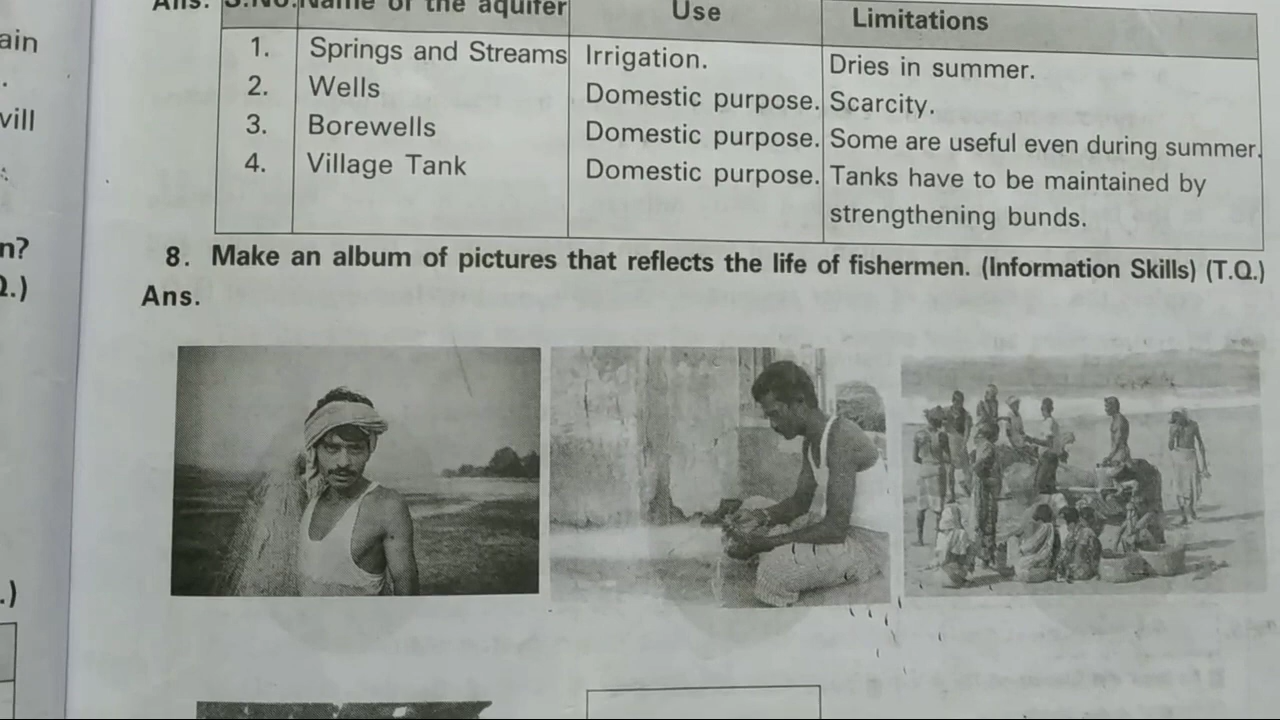 Ans. S.No. Name of the aquifer Use Limitations
1. Springs and Streams Irrigation. Dries in summer.
2. Wells Domestic purpose. Scarcity.
3. Borewells Domestic purpose. Some are useful even during summer.
4. Village Tank Domestic purpose. Tanks have to be maintained by
strengthening bunds.
8. Make an album of pictures that reflects the life of fishermen. (Information Skills) (T.Q.)
Ans.